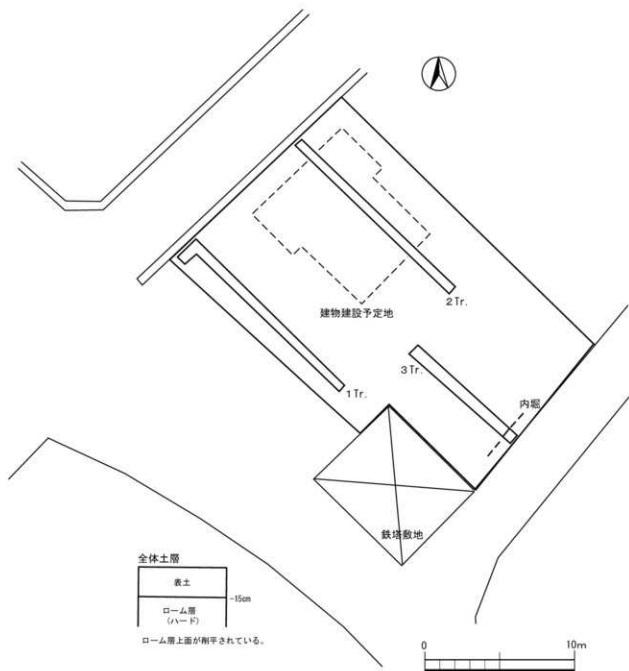 建物建設予定地
2Tr.
3Tr.
1Tr.
内堀
鉄塔敷地
全体土層
表土
-15cm
ローム層
(ハード)
ローム層上面が削平されている。
0
10m